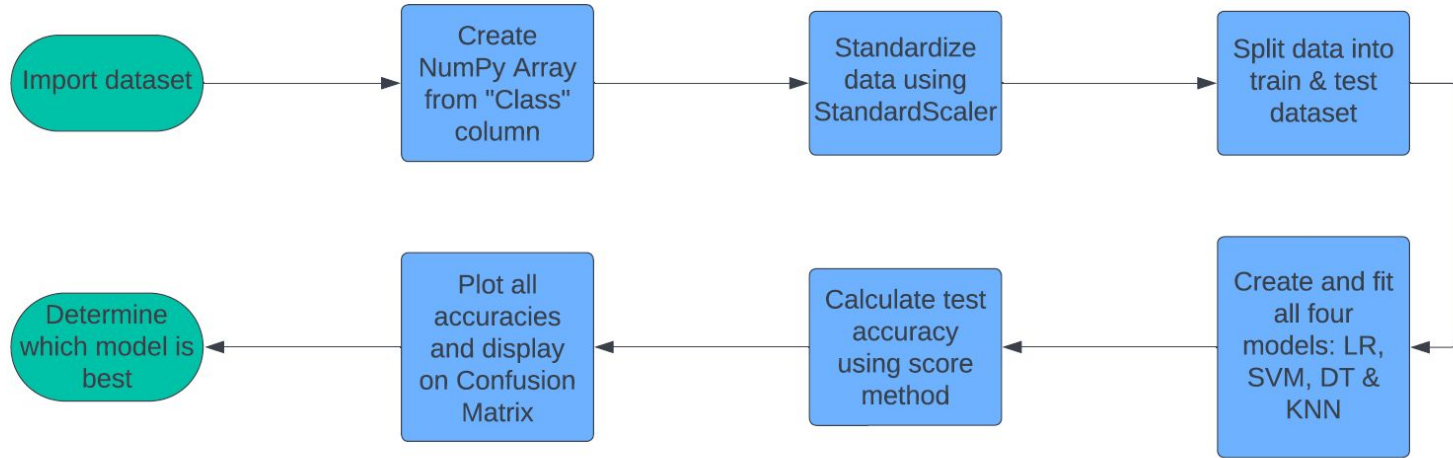 Import dataset
Create
NumPy Array
from "Class"
column
Standardize
data using
StandardScaler
Split data into
train & test
dataset
Create and fit
all four
models: LR,
SVM, DT &
KNN
Calculate test
accuracy
using score
method
Plot all
accuracies
and display
on Confusion
Matrix
Determine
which model is
best